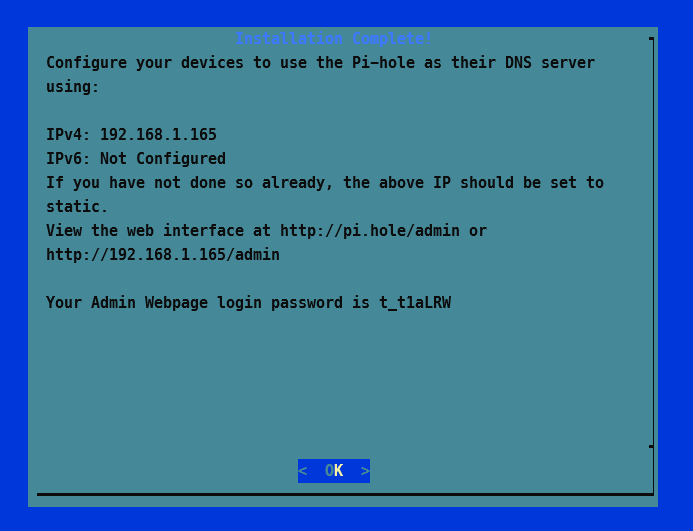 Installation Complete!
Configure your devices to use the Pi−hole as their DNS server
using:
IPv4: 192.168.1.165
IPv6: Not Configured
If you have not done so already, the above IP should be set to
static.
View the web interface at http://pi.hole/admin or
http://192.168.1.165/admin
Your Admin Webpage login password is t_t1aLRW
<  OK  >